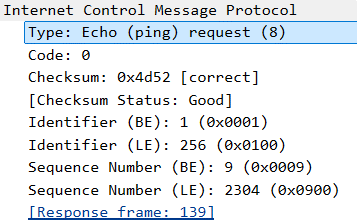 Internet Control Message Protocol
Type: Echo (ping) request (8)
Code: 0
Checksum: 0x4d52 [correct]
[Checksum Status: Good]
Identifier (BE): 1 (0x0001)
Identifier (LE): 256 (0x0100)
Sequence Number (BE): 9 (0x0009)
Sequence Number (LE): 2304 (0x0900)
[Response frame: 139]